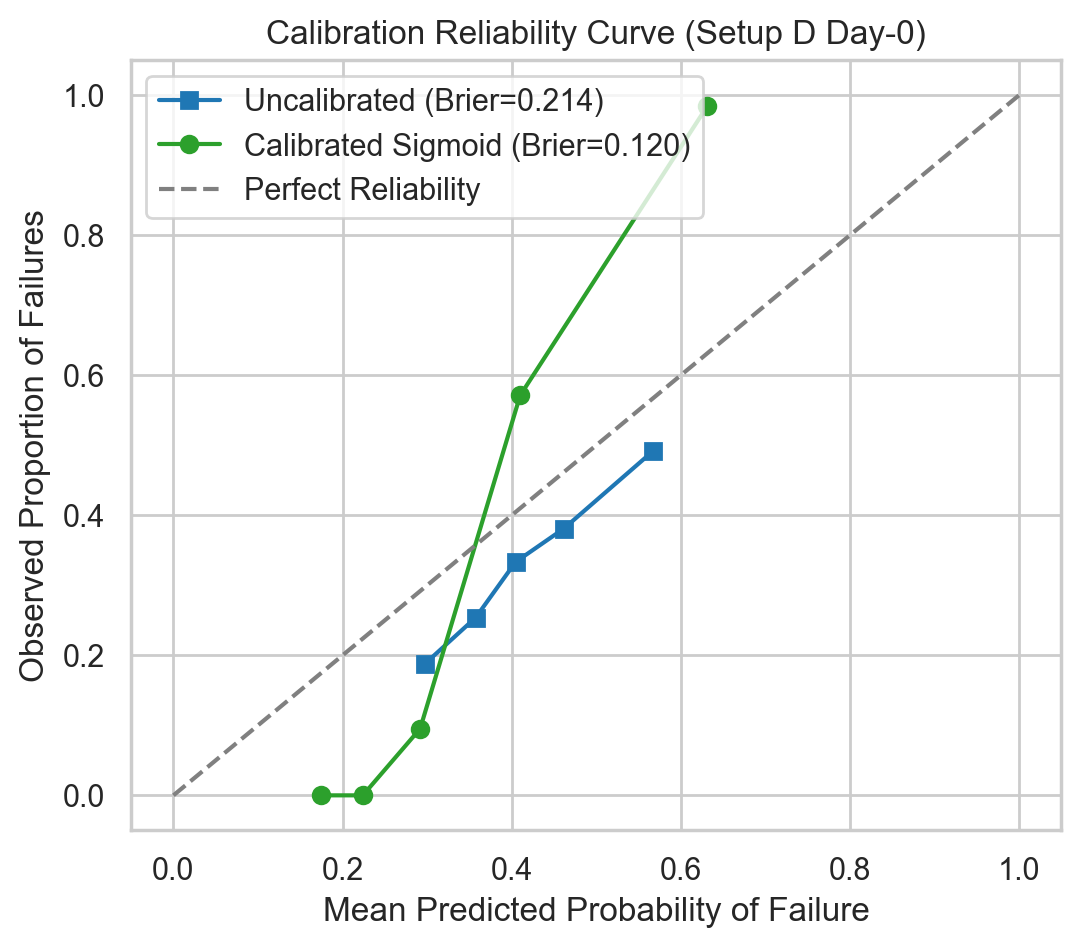 Calibration Reliability Curve (Setup D Day-0)
Uncalibrated (Brier=0.214)
Calibrated Sigmoid (Brier=0.120)
Perfect Reliability
Observed Proportion of Failures
1.0
0.8
0.6
0.4
0.2
0.0
0.0 0.2 0.4 0.6 0.8 1.0
Mean Predicted Probability of Failure